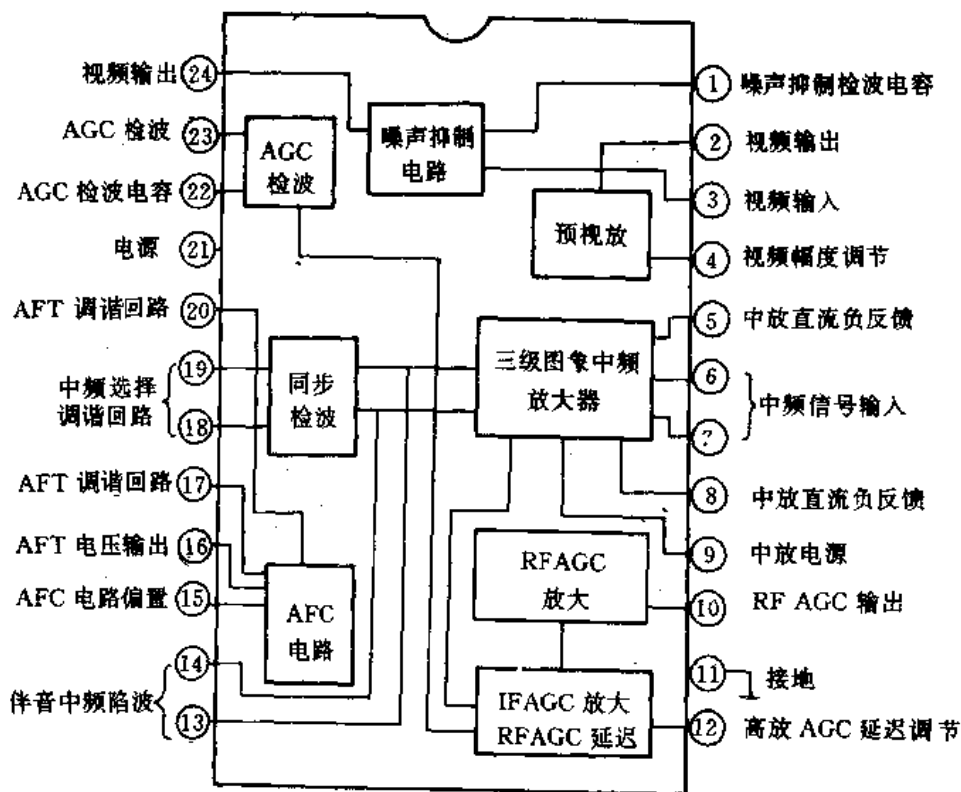 视频输出 24
AGC 检波 23
AGC 检波电容 22
电源 21
AFT 调谐回路 20
19
中频选择
调谐回路
18
AFT 调谐回路 17
AFT 电压输出 16
AFC 电路偏置 15
14
伴音中频陷波
13
AGC
检波
噪声抑制
电路
预视放
同步
检波
三级图象中频
放大器
RFAGC
放大
AFC
电路
IFAGC 放大
RFAGC 延迟
1 噪声抑制检波电容
2 视频输出
3 视频输入
4 视频幅度调节
5 中放直流负反馈
6
中频信号输入
7
8 中放直流负反馈
9 中放电源
10 RF AGC 输出
11 接地
12 高放 AGC 延迟调节